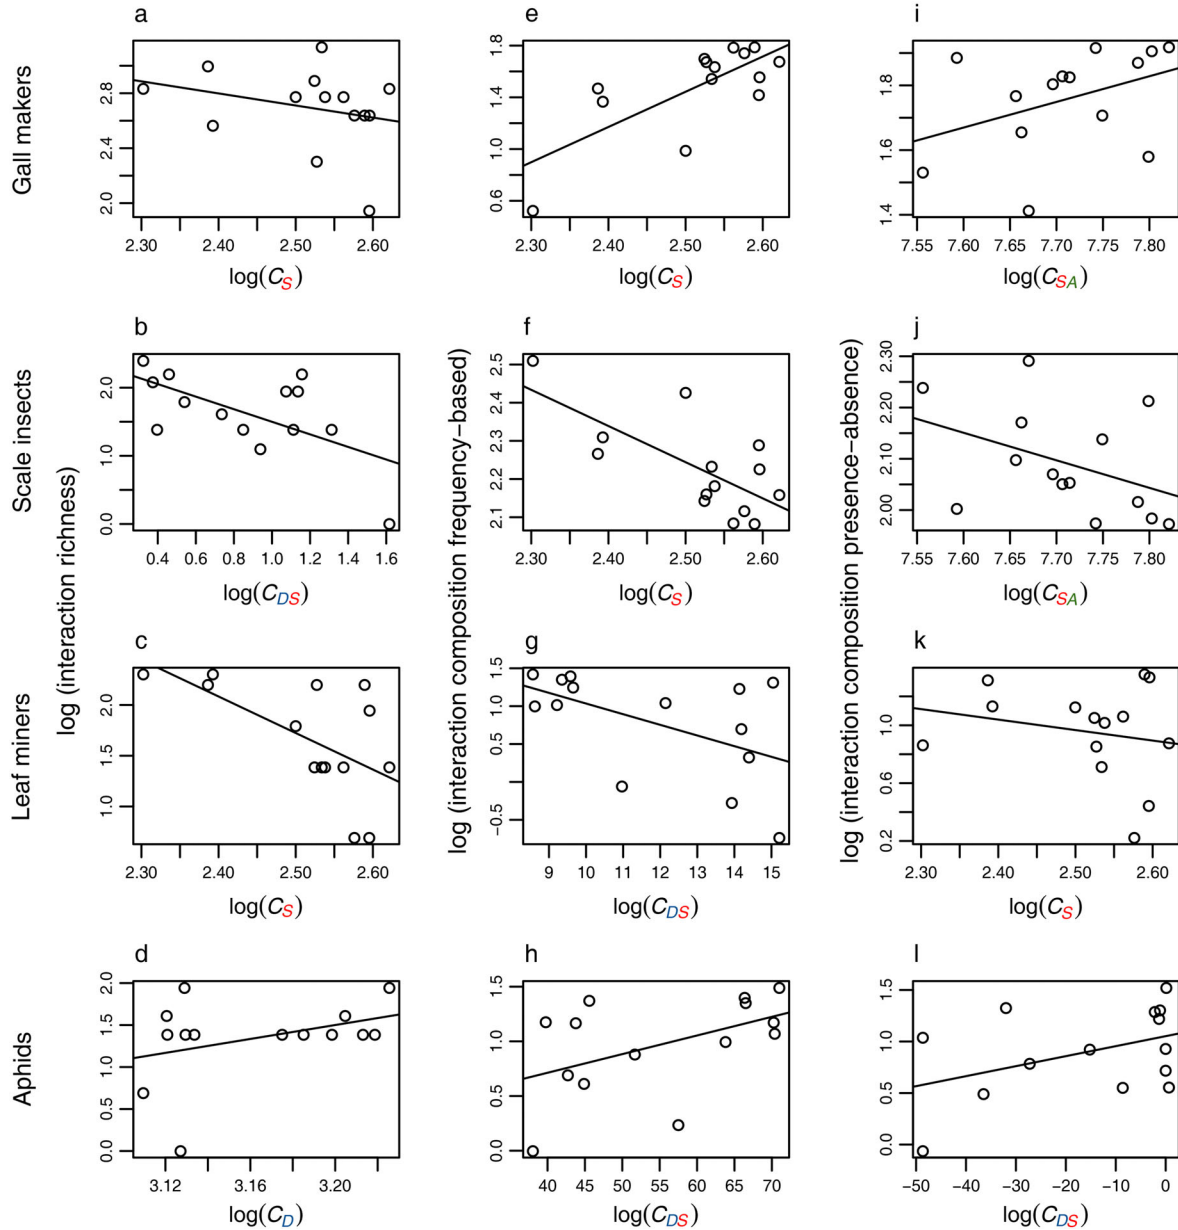 a
e
i
Gall makers
2.0 2.4 2.8
0.6 1.0 1.4 1.8
1.4 1.6 1.8
2.30 2.40 2.50 2.60
2.30 2.40 2.50 2.60
7.55 7.60 7.65 7.70 7.75 7.80
log(CS)
log(CS)
log(CSA)
b
f
j
Scale insects
0.0 1.0 2.0
2.1 2.2 2.3 2.4 2.5
2.00 2.10 2.20 2.30
0.4 0.6 0.8 1.0 1.2 1.4 1.6
2.30 2.40 2.50 2.60
7.55 7.60 7.65 7.70 7.75 7.80
log(CDS)
log(CS)
log(CSA)
log (interaction richness)
log (interaction composition frequency−based)
log (interaction composition presence−absence)
c
g
k
Leaf miners
1.0 1.5 2.0
−0.5 0.5 1.0 1.5
0.2 0.6 1.0
2.30 2.40 2.50 2.60
9 10 11 12 13 14 15
2.30 2.40 2.50 2.60
log(CS)
log(CDS)
log(CS)
d
h
l
Aphids
0.0 0.5 1.0 1.5 2.0
0.0 0.5 1.0 1.5
0.0 0.5 1.0 1.5
3.12 3.16 3.20
40 45 50 55 60 65 70
−50 −40 −30 −20 −10 0
log(CD)
log(CDS)
log(CDS)